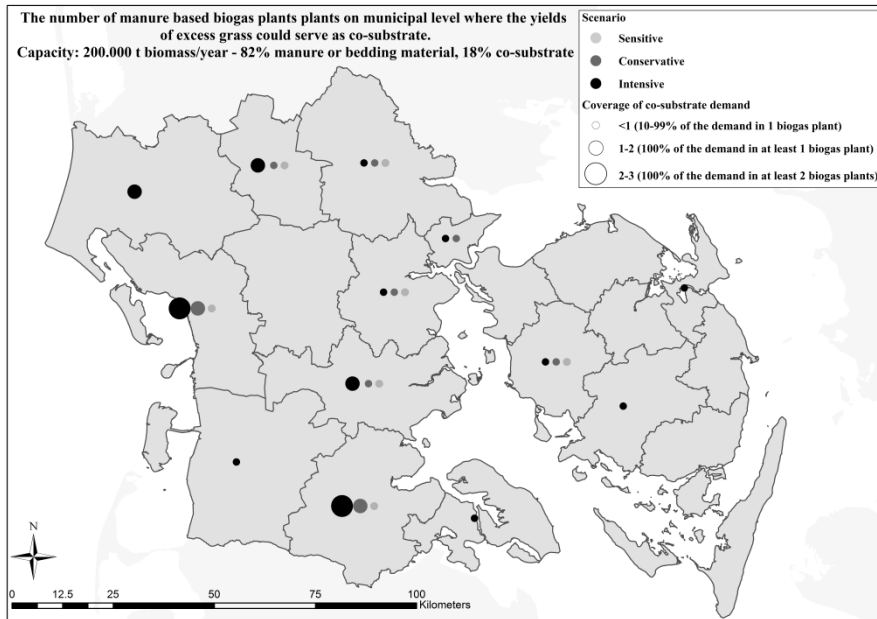 The number of manure based biogas plants plants on municipal level where the yields
of excess grass could serve as co-substrate.
Capacity: 200.000 t biomass/year - 82% manure or bedding material, 18% co-substrate
Scenario
Sensitive
Conservative
Intensive
Coverage of co-substrate demand
<1 (10-99% of the demand in 1 biogas plant)
1-2 (100% of the demand in at least 1 biogas plant)
2-3 (100% of the demand in at least 2 biogas plants)
N
0 12.5 25 50 75 100
Kilometers